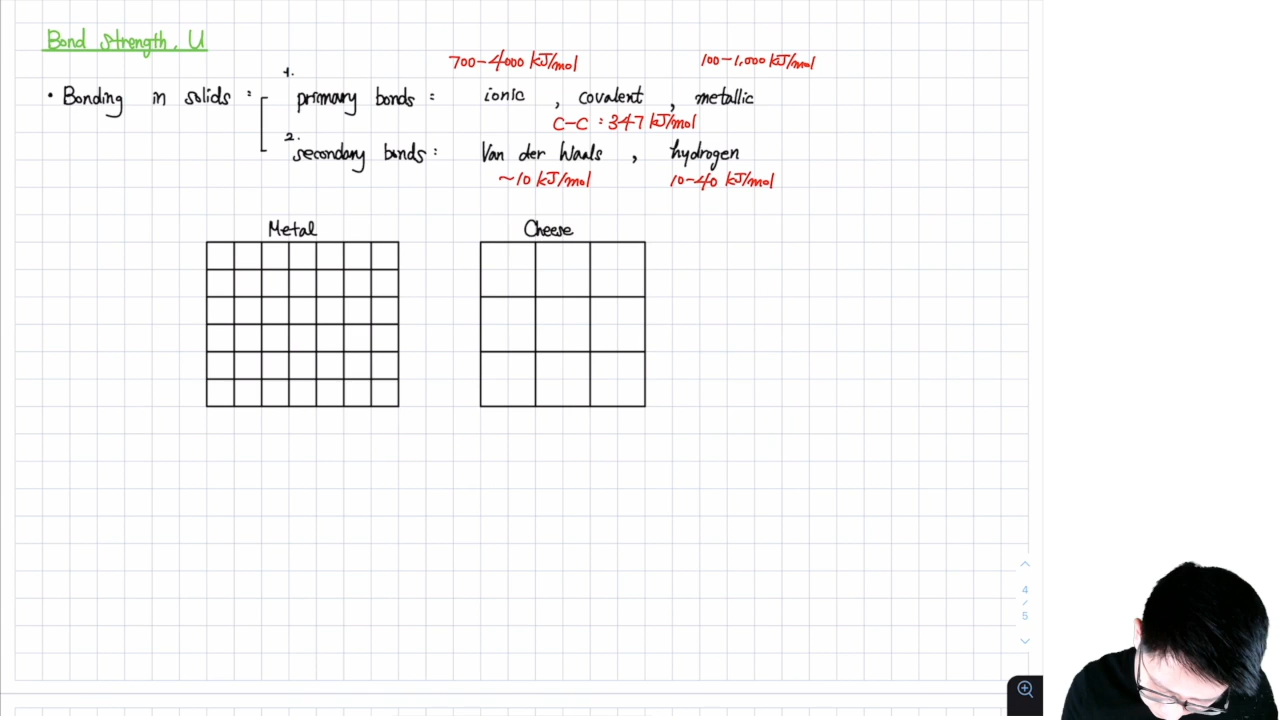 Bond strength, U
700-4000 kJ/mol 100-1,000 kJ/mol
1.
• Bonding in solids : primary bonds : ionic , covalent , metallic
C-C : 347 kJ/mol
2.
secondary bonds : Van der Waals , hydrogen
~10 kJ/mol 10-40 kJ/mol
Metal Cheese
4
/
5